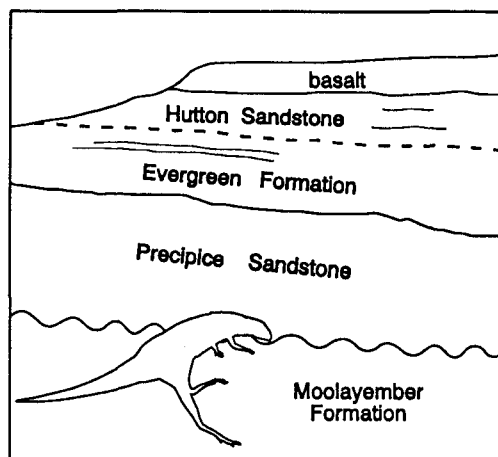 basalt
Hutton Sandstone
Evergreen Formation
Precipice Sandstone
Moolayember
Formation